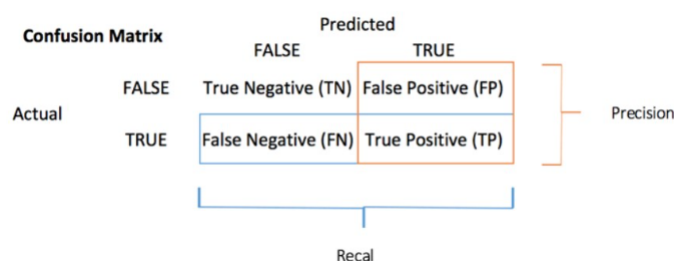 Predicted
Confusion Matrix
FALSE TRUE
FALSE True Negative (TN) False Positive (FP)
Actual Precision
TRUE False Negative (FN) True Positive (TP)
Recal